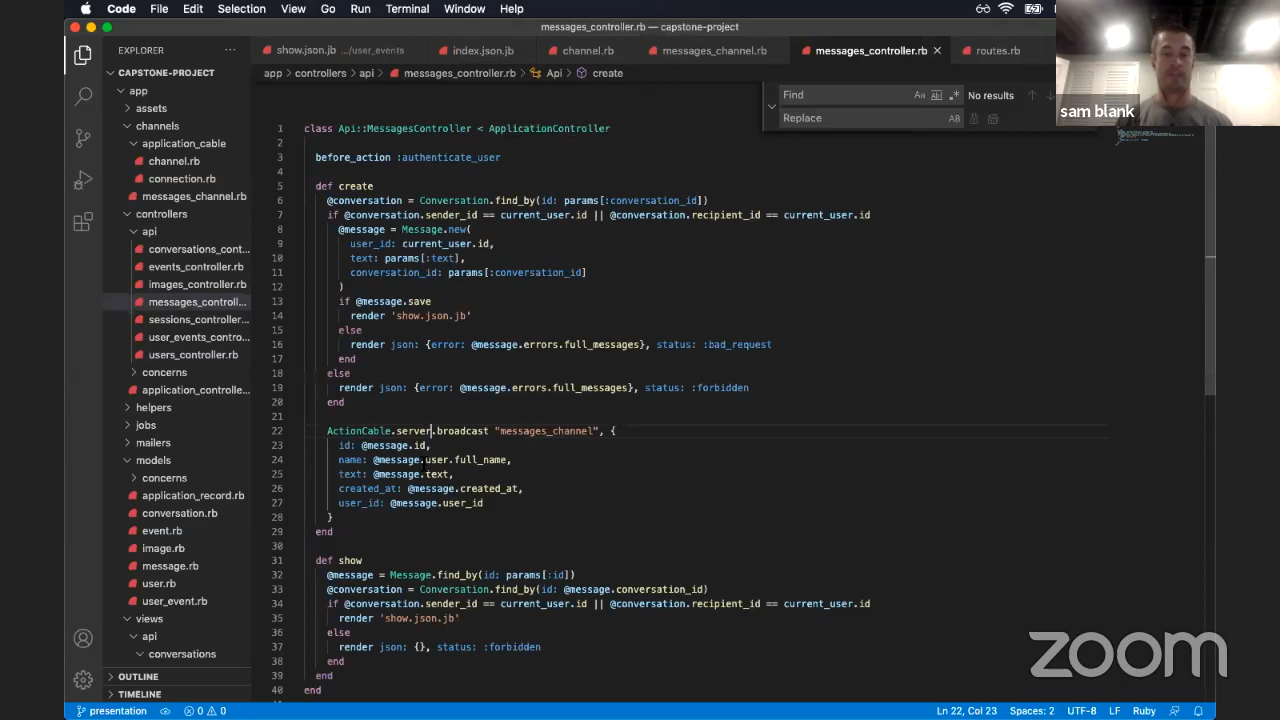 Code File Edit Selection View Go Run Terminal Window Help
messages_controller.rb — capstone-project
EXPLORER ...
show.json.jb .../user_events
index.json.jb
channel.rb
messages_channel.rb
messages_controller.rb
routes.rb
app > controllers > api > messages_controller.rb > Api > create
sam blank
Find
Aa
No results
Replace
AB
CAPSTONE-PROJECT
app
assets
channels
application_cable
channel.rb
connection.rb
messages_channel.rb
controllers
api
conversations_cont...
events_controller.rb
images_controller.rb
messages_controll...
sessions_controller...
user_events_contro...
users_controller.rb
concerns
application_controlle...
helpers
jobs
mailers
models
concerns
application_record.rb
conversation.rb
event.rb
image.rb
message.rb
user.rb
user_event.rb
views
api
conversations
OUTLINE
TIMELINE
1 class Api::MessagesController < ApplicationController
2
3 before_action :authenticate_user
4
5 def create
6 @conversation = Conversation.find_by(id: params[:conversation_id])
7 if @conversation.sender_id == current_user.id || @conversation.recipient_id == current_user.id
8 @message = Message.new(
9 user_id: current_user.id,
10 text: params[:text],
11 conversation_id: params[:conversation_id]
12 )
13 if @message.save
14 render 'show.json.jb'
15 else
16 render json: {error: @message.errors.full_messages}, status: :bad_request
17 end
18 else
19 render json: {error: @message.errors.full_messages}, status: :forbidden
20 end
21
22 ActionCable.server.broadcast "messages_channel", {
23 id: @message.id,
24 name: @message.user.full_name,
25 text: @message.text,
26 created_at: @message.created_at,
27 user_id: @message.user_id
28 }
29 end
30
31 def show
32 @message = Message.find_by(id: params[:id])
33 @conversation = Conversation.find_by(id: @message.conversation_id)
34 if @conversation.sender_id == current_user.id || @conversation.recipient_id == current_user.id
35 render 'show.json.jb'
36 else
37 render json: {}, status: :forbidden
38 end
39 end
40 end
zoom
presentation
0 0
Ln 22, Col 23
Spaces: 2
UTF-8
LF
Ruby